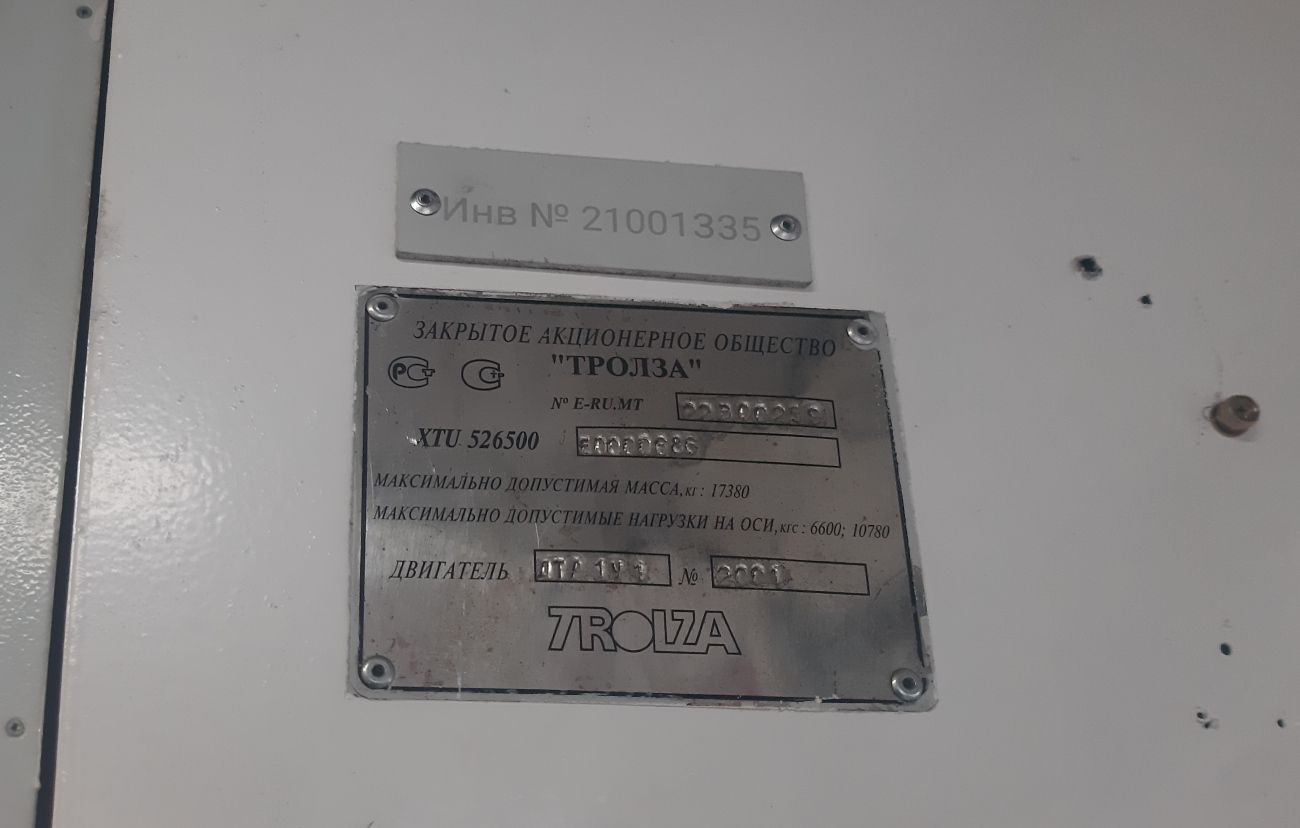 Инв № 21001335
ЗАКРЫТОЕ АКЦИОНЕРНОЕ ОБЩЕСТВО
"ТРОЛЗА"
№ E-RU.MT
XTU 526500
МАКСИМАЛЬНО ДОПУСТИМАЯ МАССА,кг : 17380
МАКСИМАЛЬНО ДОПУСТИМЫЕ НАГРУЗКИ НА ОСИ,кгс : 6600; 10780
ДВИГАТЕЛЬ №
TROLZA